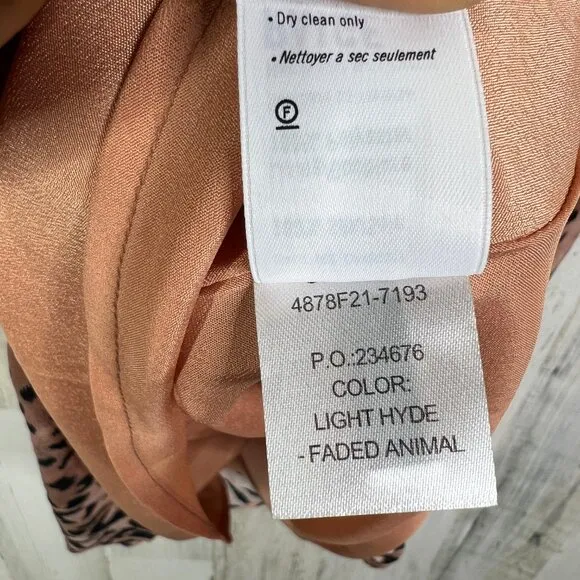 • Dry clean only
• Nettoyer a sec seulement
F
4878F21-7193
P.O.:234676
COLOR:
LIGHT HYDE
- FADED ANIMAL